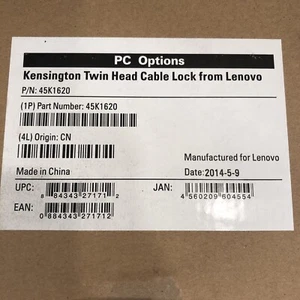 PC Options
Kensington Twin Head Cable Lock from Lenovo
P/N: 45K1620
(1P) Part Number: 45K1620
(4L) Origin: CN
Manufactured for Lenovo
Made in China
Date:2014-5-9
UPC:
8 84343 27171 2
JAN:
4 560209 604554
EAN:
0 884343 271712